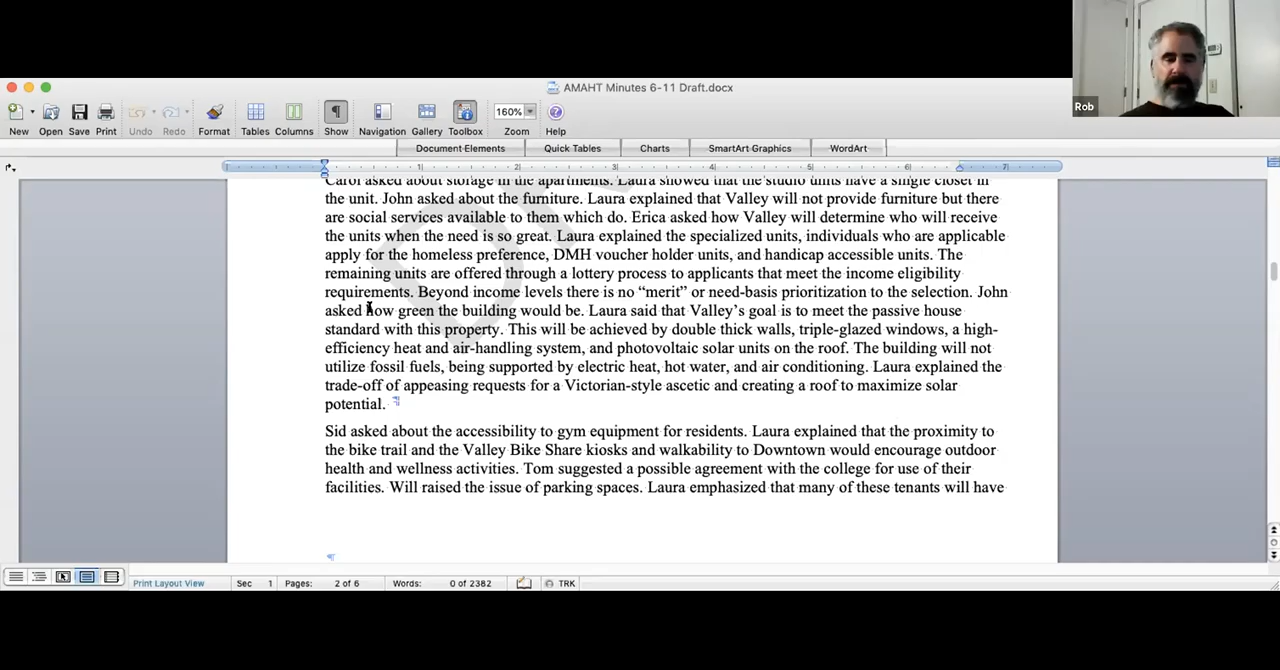 AMAHT Minutes 6-11 Draft.docx
Rob
New Open Save Print Undo Redo Format Tables Columns Show Navigation Gallery Toolbox Zoom Help
160%
Document Elements Quick Tables Charts SmartArt Graphics WordArt
1 2 3 4 5 6 7
Carol asked about storage in the apartments. Laura showed that the studio units have a single closet in
the unit. John asked about the furniture. Laura explained that Valley will not provide furniture but there
are social services available to them which do. Erica asked how Valley will determine who will receive
the units when the need is so great. Laura explained the specialized units, individuals who are applicable
apply for the homeless preference, DMH voucher holder units, and handicap accessible units. The
remaining units are offered through a lottery process to applicants that meet the income eligibility
requirements. Beyond income levels there is no “merit” or need-basis prioritization to the selection. John
asked how green the building would be. Laura said that Valley’s goal is to meet the passive house
standard with this property. This will be achieved by double thick walls, triple-glazed windows, a high-
efficiency heat and air-handling system, and photovoltaic solar units on the roof. The building will not
utilize fossil fuels, being supported by electric heat, hot water, and air conditioning. Laura explained the
trade-off of appeasing requests for a Victorian-style ascetic and creating a roof to maximize solar
potential.
Sid asked about the accessibility to gym equipment for residents. Laura explained that the proximity to
the bike trail and the Valley Bike Share kiosks and walkability to Downtown would encourage outdoor
health and wellness activities. Tom suggested a possible agreement with the college for use of their
facilities. Will raised the issue of parking spaces. Laura emphasized that many of these tenants will have
Print Layout View Sec 1 Pages: 2 of 6 Words: 0 of 2382 TRK